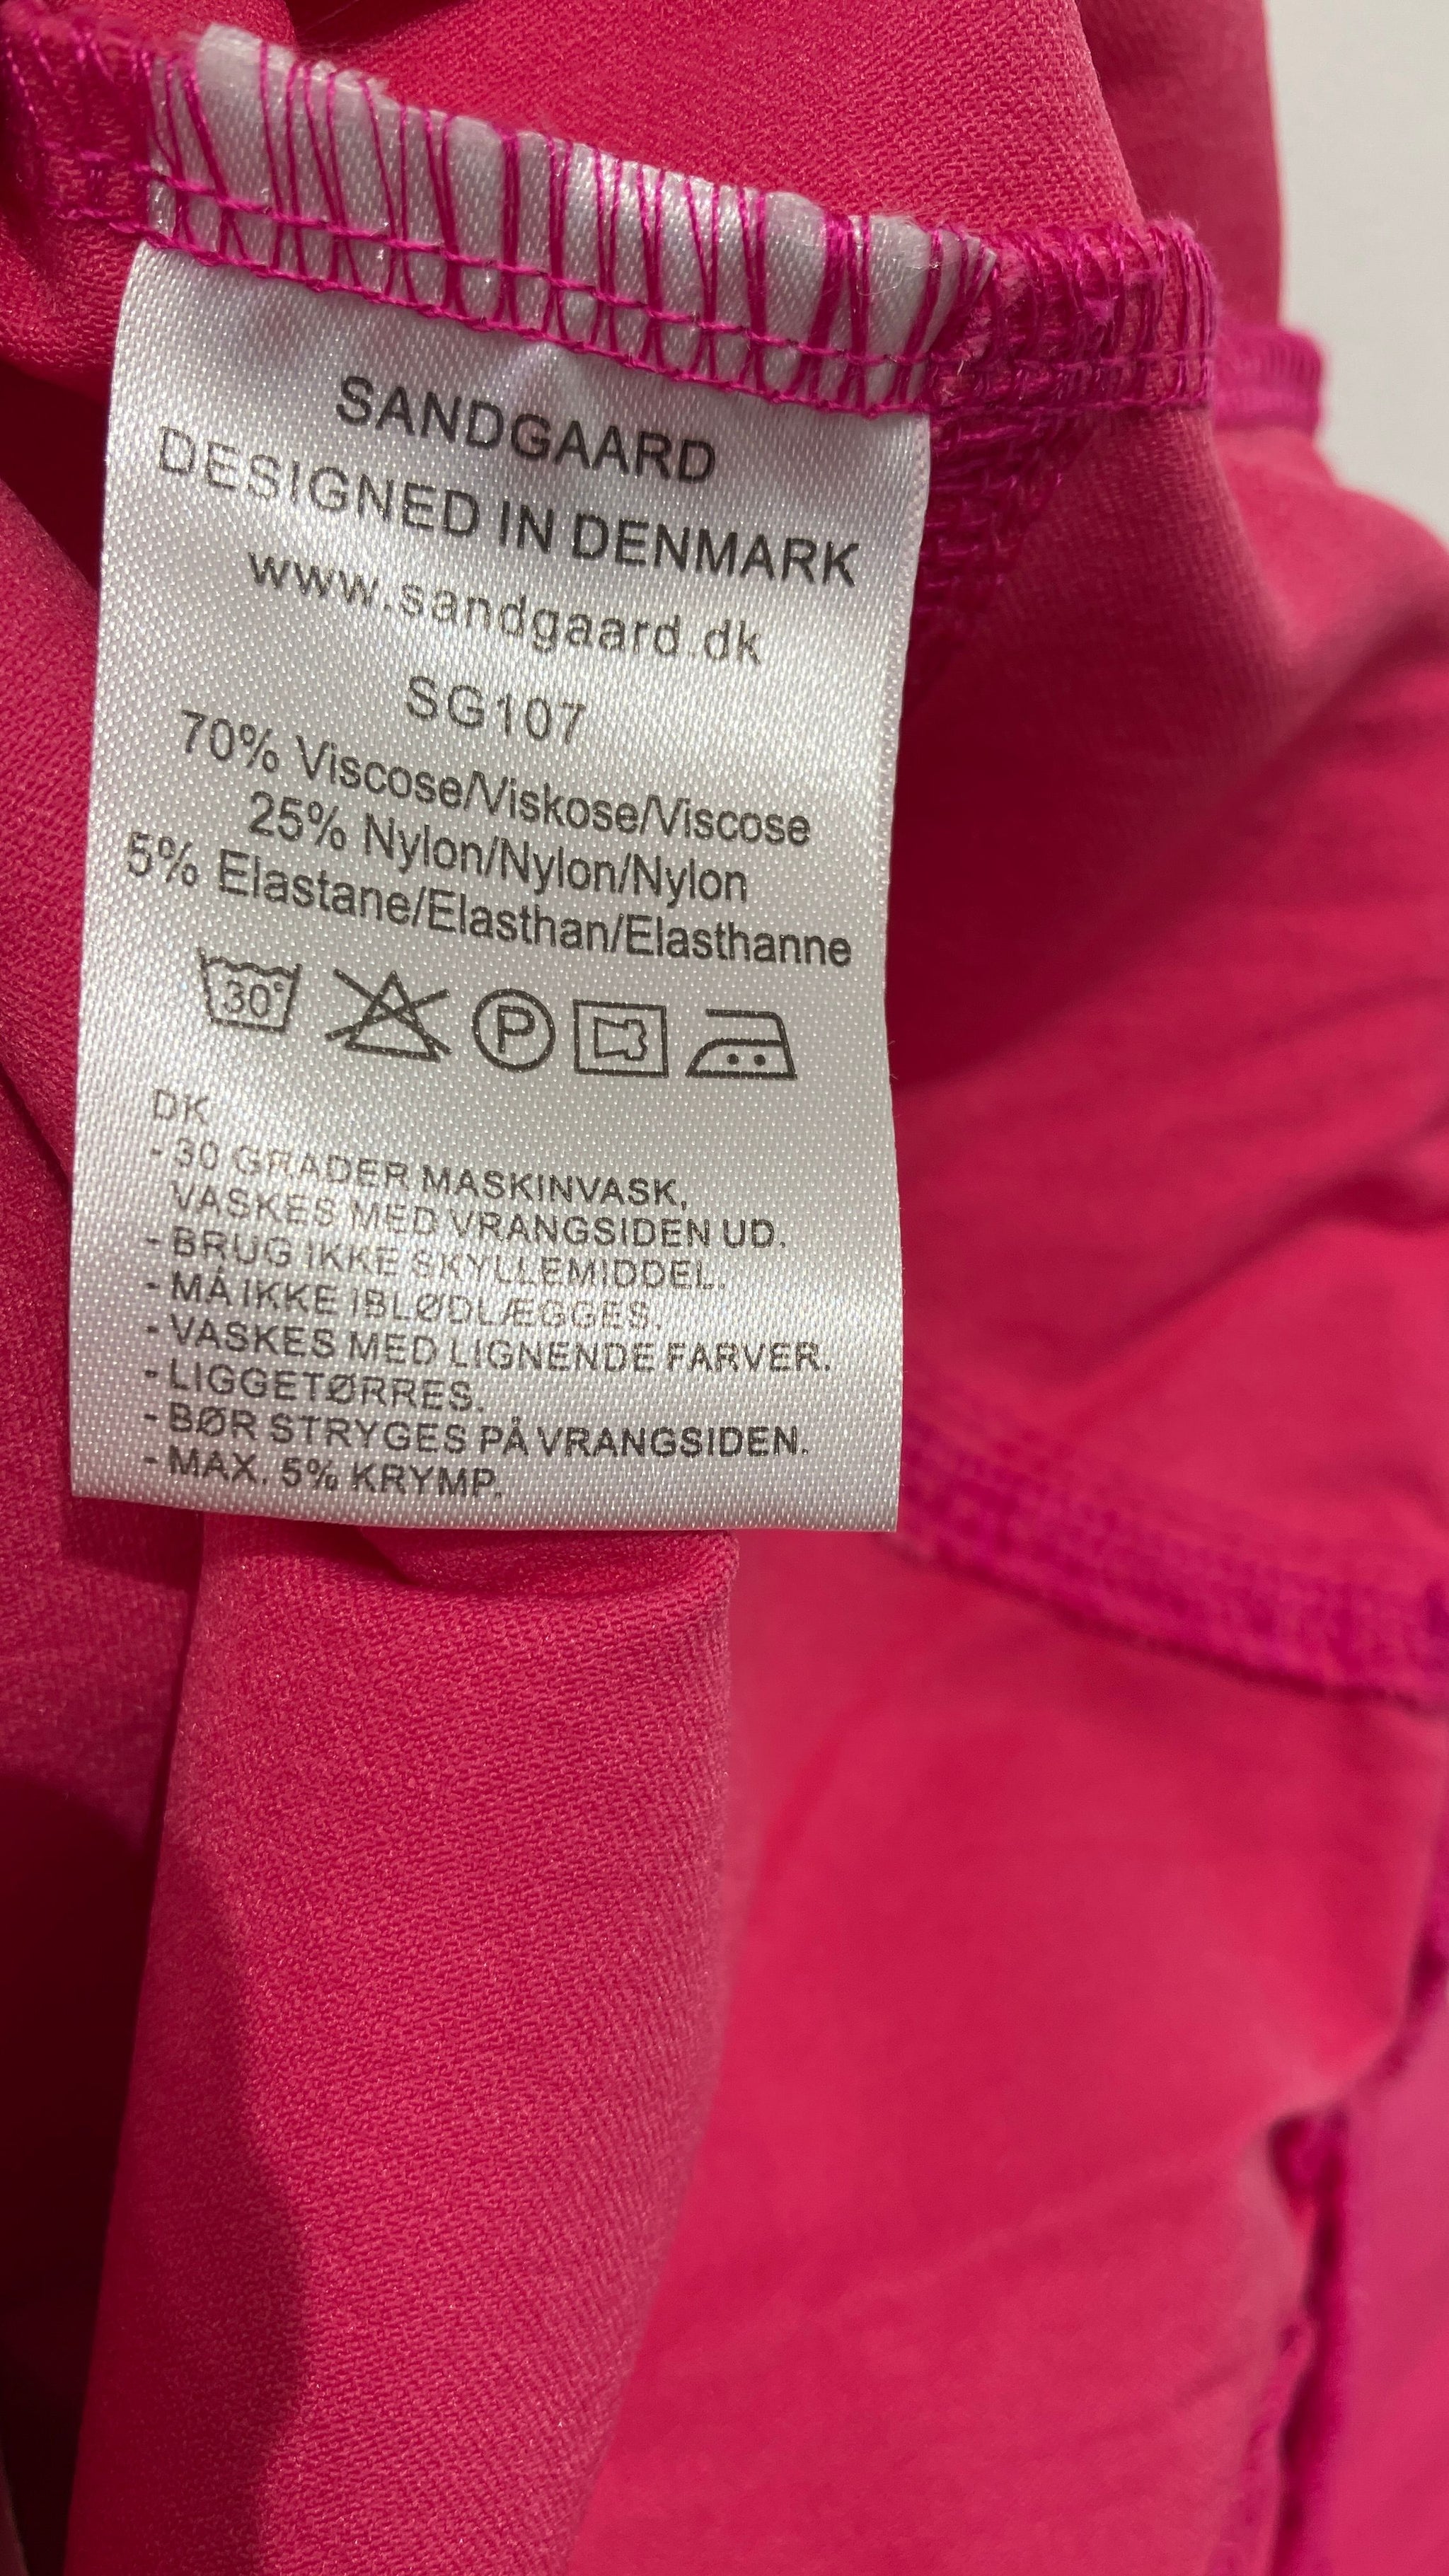 SANDGAARD
DESIGNED IN DENMARK
www.sandgaard.dk
SG107
70% Viscose/Viskose/Viscose
25% Nylon/Nylon/Nylon
5% Elastane/Elasthan/Elasthanne
30° P
DK
- 30 GRADER MASKINVASK,
VASKES MED VRANGSIDEN UD.
- BRUG IKKE SKYLLEMIDDEL.
- MÅ IKKE IBLØDLÆGGES.
- VASKES MED LIGNENDE FARVER.
- LIGGETØRRES.
- BØR STRYGES PÅ VRANGSIDEN.
- MAX. 5% KRYMP.